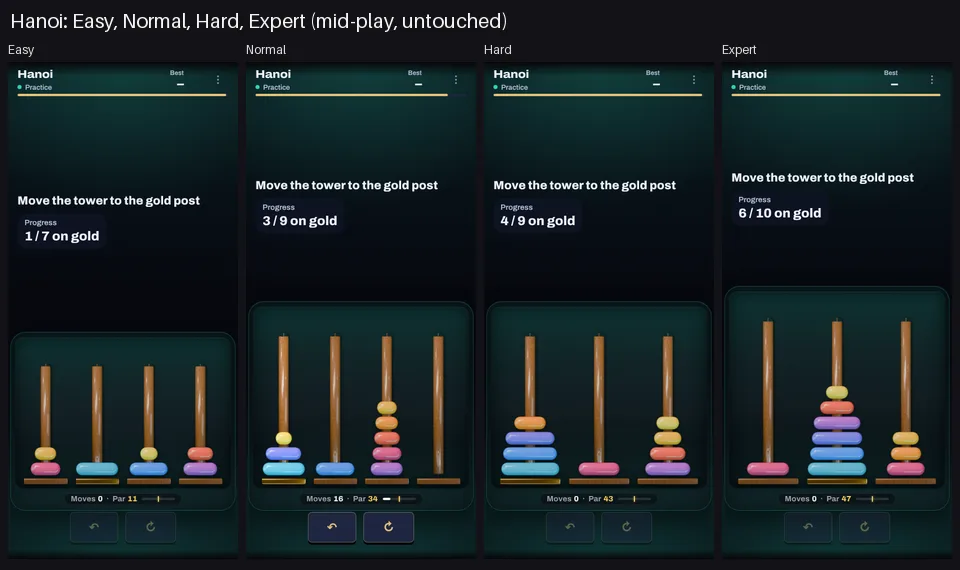 Hanoi: Easy, Normal, Hard, Expert (mid-play, untouched)
Easy
Hanoi
Practice
Best
–
Move the tower to the gold post
Progress
1 / 7 on gold
Moves 0 · Par 11
Normal
Hanoi
Practice
Best
–
Move the tower to the gold post
Progress
3 / 9 on gold
Moves 16 · Par 34
Hard
Hanoi
Practice
Best
–
Move the tower to the gold post
Progress
4 / 9 on gold
Moves 0 · Par 43
Expert
Hanoi
Practice
Best
–
Move the tower to the gold post
Progress
6 / 10 on gold
Moves 0 · Par 47